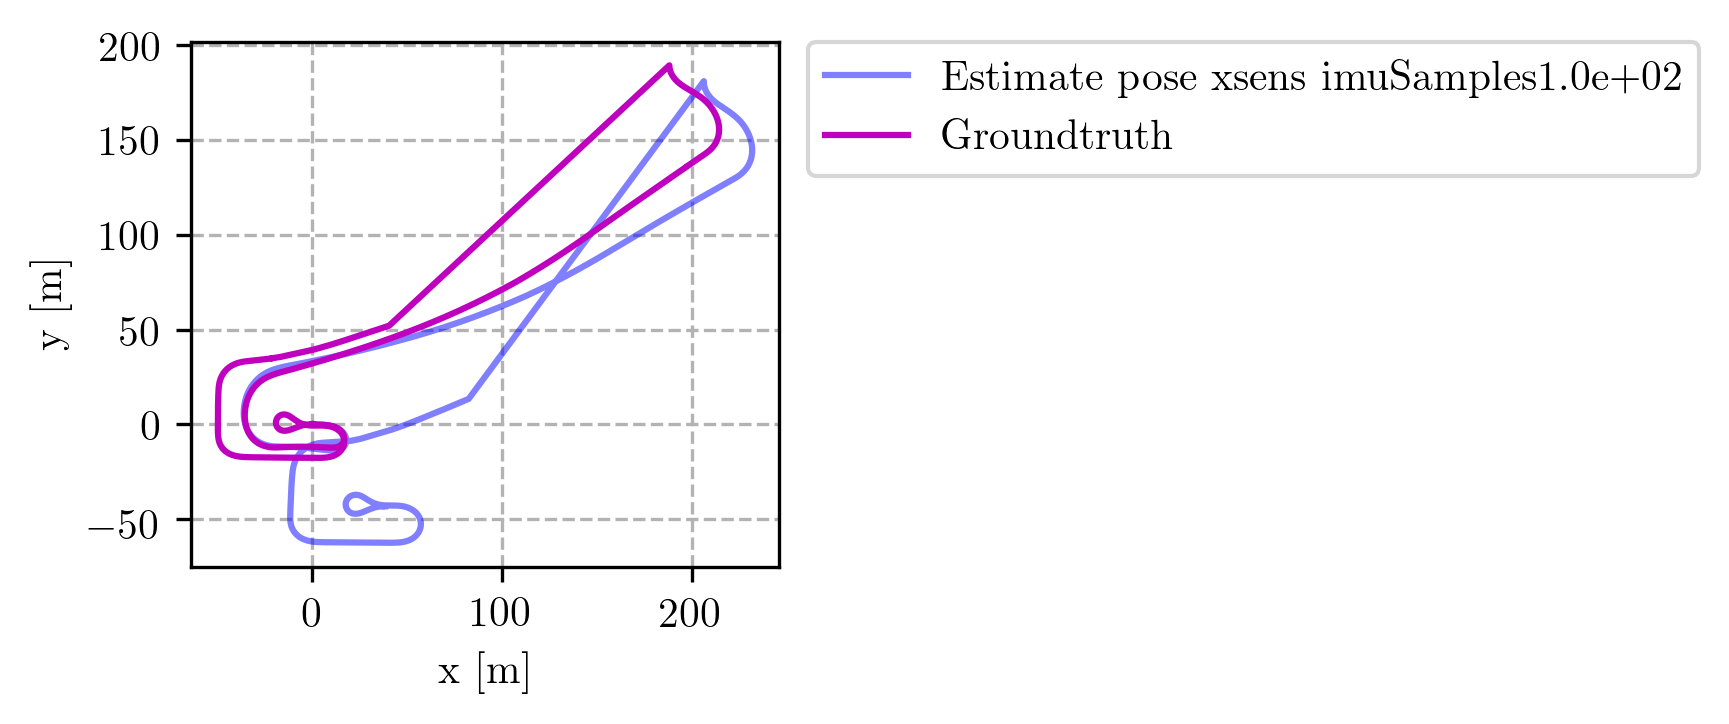 200
150
100
50
0
−50
y [m]
0 100 200
x [m]
Estimate pose xsens imuSamples1.0e+02
Groundtruth